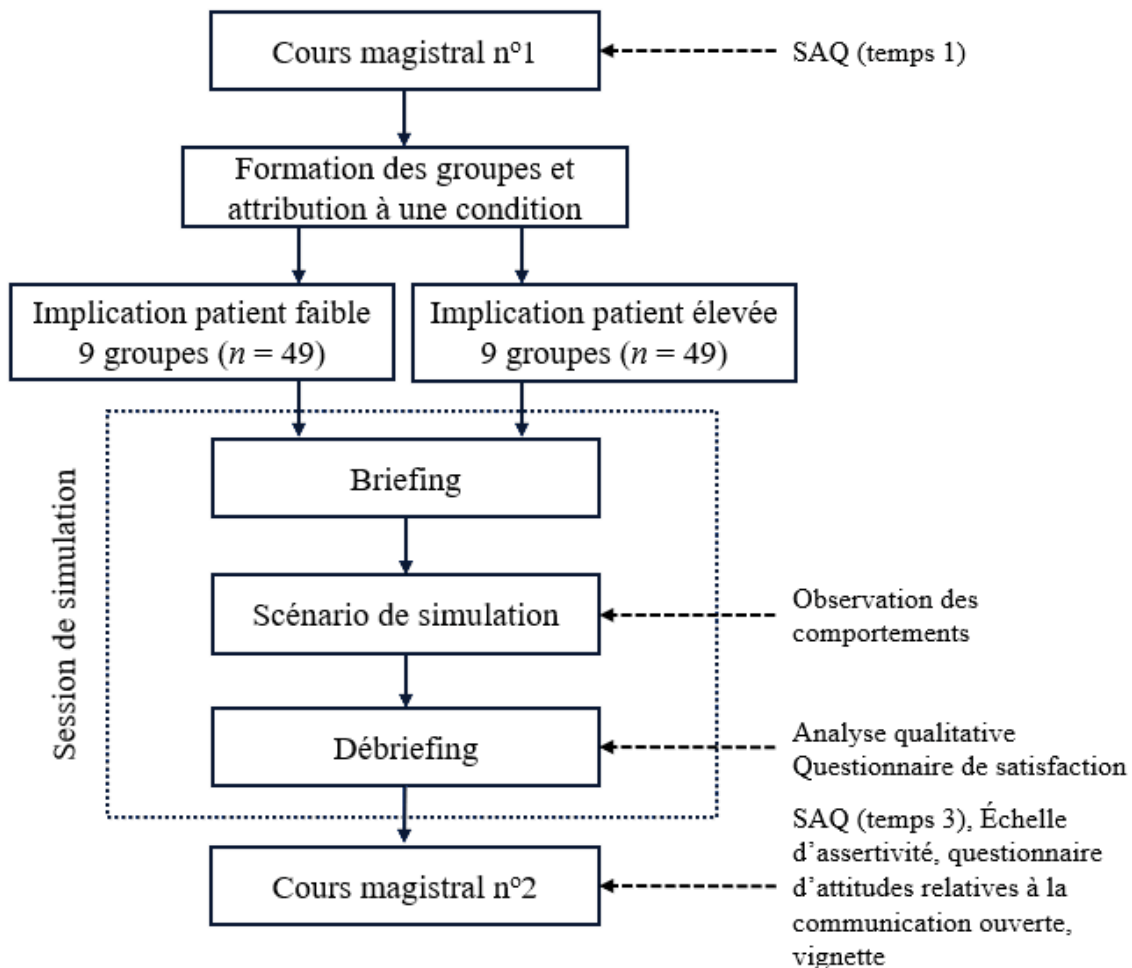 Cours magistral nº1
SAQ (temps 1)
Formation des groupes et
attribution à une condition
Implication patient faible
9 groupes (n = 49)
Implication patient élevée
9 groupes (n = 49)
Session de simulation
Briefing
Scénario de simulation
Observation des
comportements
Débriefing
Analyse qualitative
Questionnaire de satisfaction
Cours magistral nº2
SAQ (temps 3), Échelle
d’assertivité, questionnaire
d’attitudes relatives à la
communication ouverte,
vignette